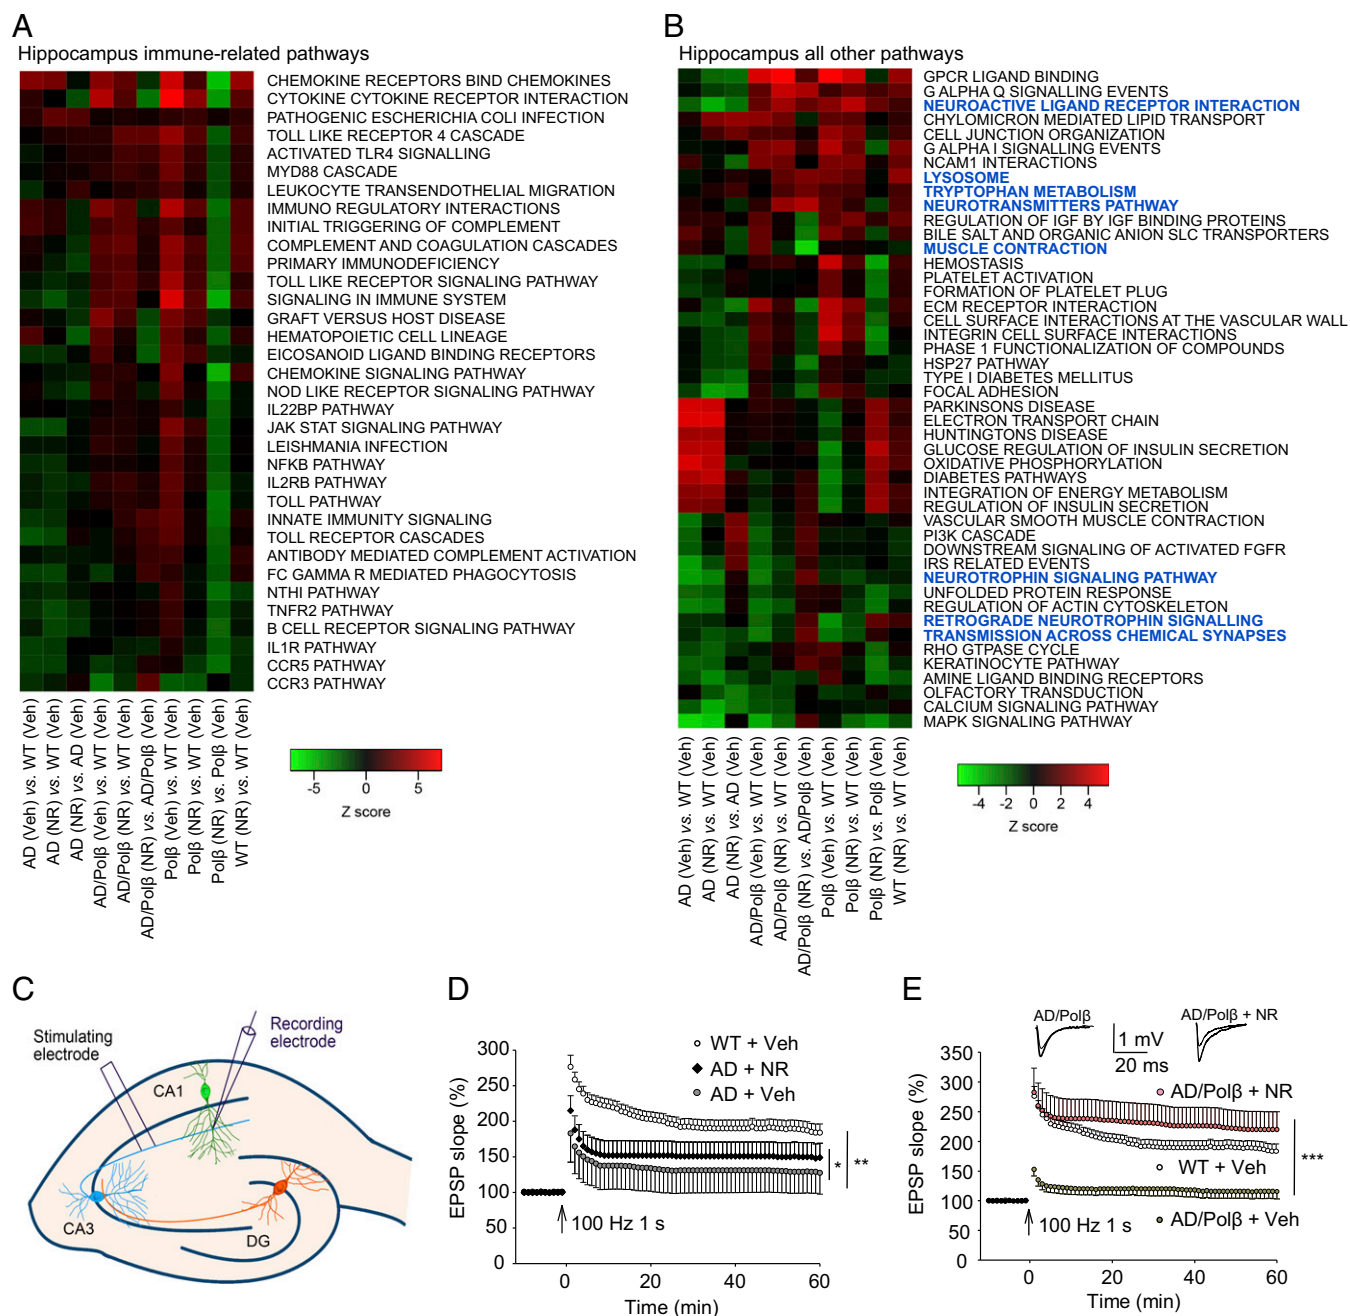 A
Hippocampus immune-related pathways
CHEMOKINE RECEPTORS BIND CHEMOKINES
CYTOKINE CYTOKINE RECEPTOR INTERACTION
PATHOGENIC ESCHERICHIA COLI INFECTION
TOLL LIKE RECEPTOR 4 CASCADE
ACTIVATED TLR4 SIGNALLING
MYD88 CASCADE
LEUKOCYTE TRANSENDOTHELIAL MIGRATION
IMMUNO REGULATORY INTERACTIONS
INITIAL TRIGGERING OF COMPLEMENT
COMPLEMENT AND COAGULATION CASCADES
PRIMARY IMMUNODEFICIENCY
TOLL LIKE RECEPTOR SIGNALING PATHWAY
SIGNALING IN IMMUNE SYSTEM
GRAFT VERSUS HOST DISEASE
HEMATOPOIETIC CELL LINEAGE
EICOSANOID LIGAND BINDING RECEPTORS
CHEMOKINE SIGNALING PATHWAY
NOD LIKE RECEPTOR SIGNALING PATHWAY
IL22BP PATHWAY
JAK STAT SIGNALING PATHWAY
LEISHMANIA INFECTION
NFKB PATHWAY
IL2RB PATHWAY
TOLL PATHWAY
INNATE IMMUNITY SIGNALING
TOLL RECEPTOR CASCADES
ANTIBODY MEDIATED COMPLEMENT ACTIVATION
FC GAMMA R MEDIATED PHAGOCYTOSIS
NTHI PATHWAY
TNFR2 PATHWAY
B CELL RECEPTOR SIGNALING PATHWAY
IL1R PATHWAY
CCR5 PATHWAY
CCR3 PATHWAY
AD (Veh) vs. WT (Veh)
AD (NR) vs. WT (Veh)
AD (NR) vs. AD (Veh)
AD/Polβ (Veh) vs. WT (Veh)
AD/Polβ (NR) vs. WT (Veh)
AD/Polβ (NR) vs. AD/Polβ (Veh)
Polβ (Veh) vs. WT (Veh)
Polβ (NR) vs. WT (Veh)
Polβ (NR) vs. Polβ (Veh)
WT (NR) vs. WT (Veh)
-5 0 5
Z score
B
Hippocampus all other pathways
GPCR LIGAND BINDING
G ALPHA Q SIGNALLING EVENTS
NEUROACTIVE LIGAND RECEPTOR INTERACTION
CHYLOMICRON MEDIATED LIPID TRANSPORT
CELL JUNCTION ORGANIZATION
G ALPHA I SIGNALLING EVENTS
NCAM1 INTERACTIONS
LYSOSOME
TRYPTOPHAN METABOLISM
NEUROTRANSMITTERS PATHWAY
REGULATION OF IGF BY IGF BINDING PROTEINS
BILE SALT AND ORGANIC ANION SLC TRANSPORTERS
MUSCLE CONTRACTION
HEMOSTASIS
PLATELET ACTIVATION
FORMATION OF PLATELET PLUG
ECM RECEPTOR INTERACTION
CELL SURFACE INTERACTIONS AT THE VASCULAR WALL
INTEGRIN CELL SURFACE INTERACTIONS
PHASE 1 FUNCTIONALIZATION OF COMPOUNDS
HSP27 PATHWAY
TYPE I DIABETES MELLITUS
FOCAL ADHESION
PARKINSONS DISEASE
ELECTRON TRANSPORT CHAIN
HUNTINGTONS DISEASE
GLUCOSE REGULATION OF INSULIN SECRETION
OXIDATIVE PHOSPHORYLATION
DIABETES PATHWAYS
INTEGRATION OF ENERGY METABOLISM
REGULATION OF INSULIN SECRETION
VASCULAR SMOOTH MUSCLE CONTRACTION
PI3K CASCADE
DOWNSTREAM SIGNALING OF ACTIVATED FGFR
IRS RELATED EVENTS
NEUROTROPHIN SIGNALING PATHWAY
UNFOLDED PROTEIN RESPONSE
REGULATION OF ACTIN CYTOSKELETON
RETROGRADE NEUROTROPHIN SIGNALLING
TRANSMISSION ACROSS CHEMICAL SYNAPSES
RHO GTPASE CYCLE
KERATINOCYTE PATHWAY
AMINE LIGAND BINDING RECEPTORS
OLFACTORY TRANSDUCTION
CALCIUM SIGNALING PATHWAY
MAPK SIGNALING PATHWAY
AD (Veh) vs. WT (Veh)
AD (NR) vs. WT (Veh)
AD (NR) vs. AD (Veh)
AD/Polβ (Veh) vs. WT (Veh)
AD/Polβ (NR) vs. WT (Veh)
AD/Polβ (NR) vs. AD/Polβ (Veh)
Polβ (Veh) vs. WT (Veh)
Polβ (NR) vs. WT (Veh)
Polβ (NR) vs. Polβ (Veh)
WT (NR) vs. WT (Veh)
-4 -2 0 2 4
Z score
C
Stimulating
electrode
Recording
electrode
CA1
CA3
DG
D
EPSP slope (%)
300
250
200
150
100
50
0
WT + Veh
AD + NR
AD + Veh
*
**
100 Hz 1 s
0 20 40 60
Time (min)
E
EPSP slope (%)
350
300
250
200
150
100
50
0
AD/Polβ
1 mV
20 ms
AD/Polβ + NR
AD/Polβ + NR
WT + Veh
AD/Polβ + Veh
***
100 Hz 1 s
0 20 40 60
Time (min)